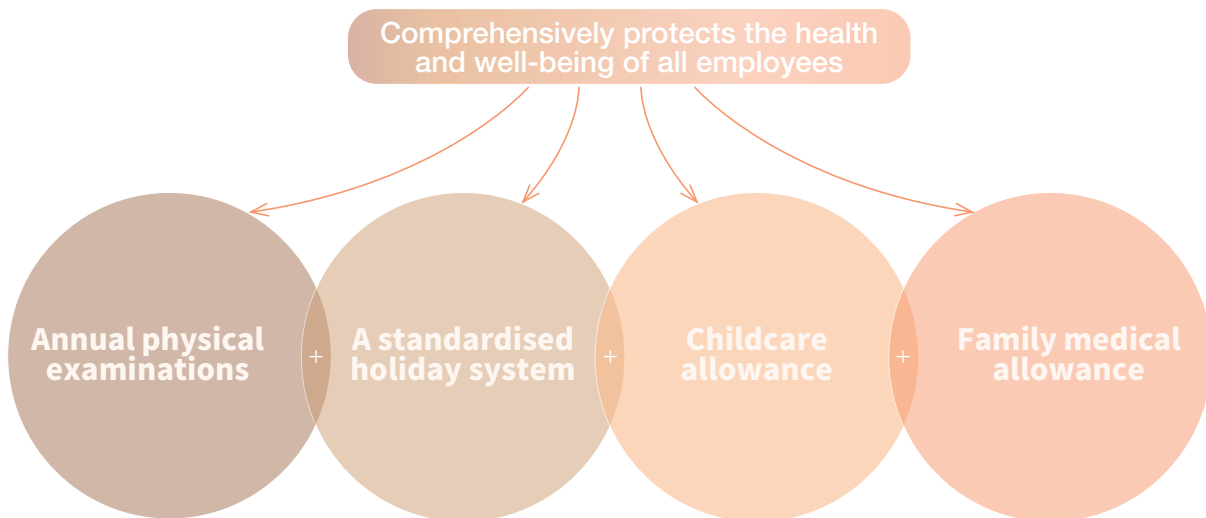 Comprehensively protects the health
and well-being of all employees
Annual physical
examinations
+
A standardised
holiday system
+
Childcare
allowance
+
Family medical
allowance